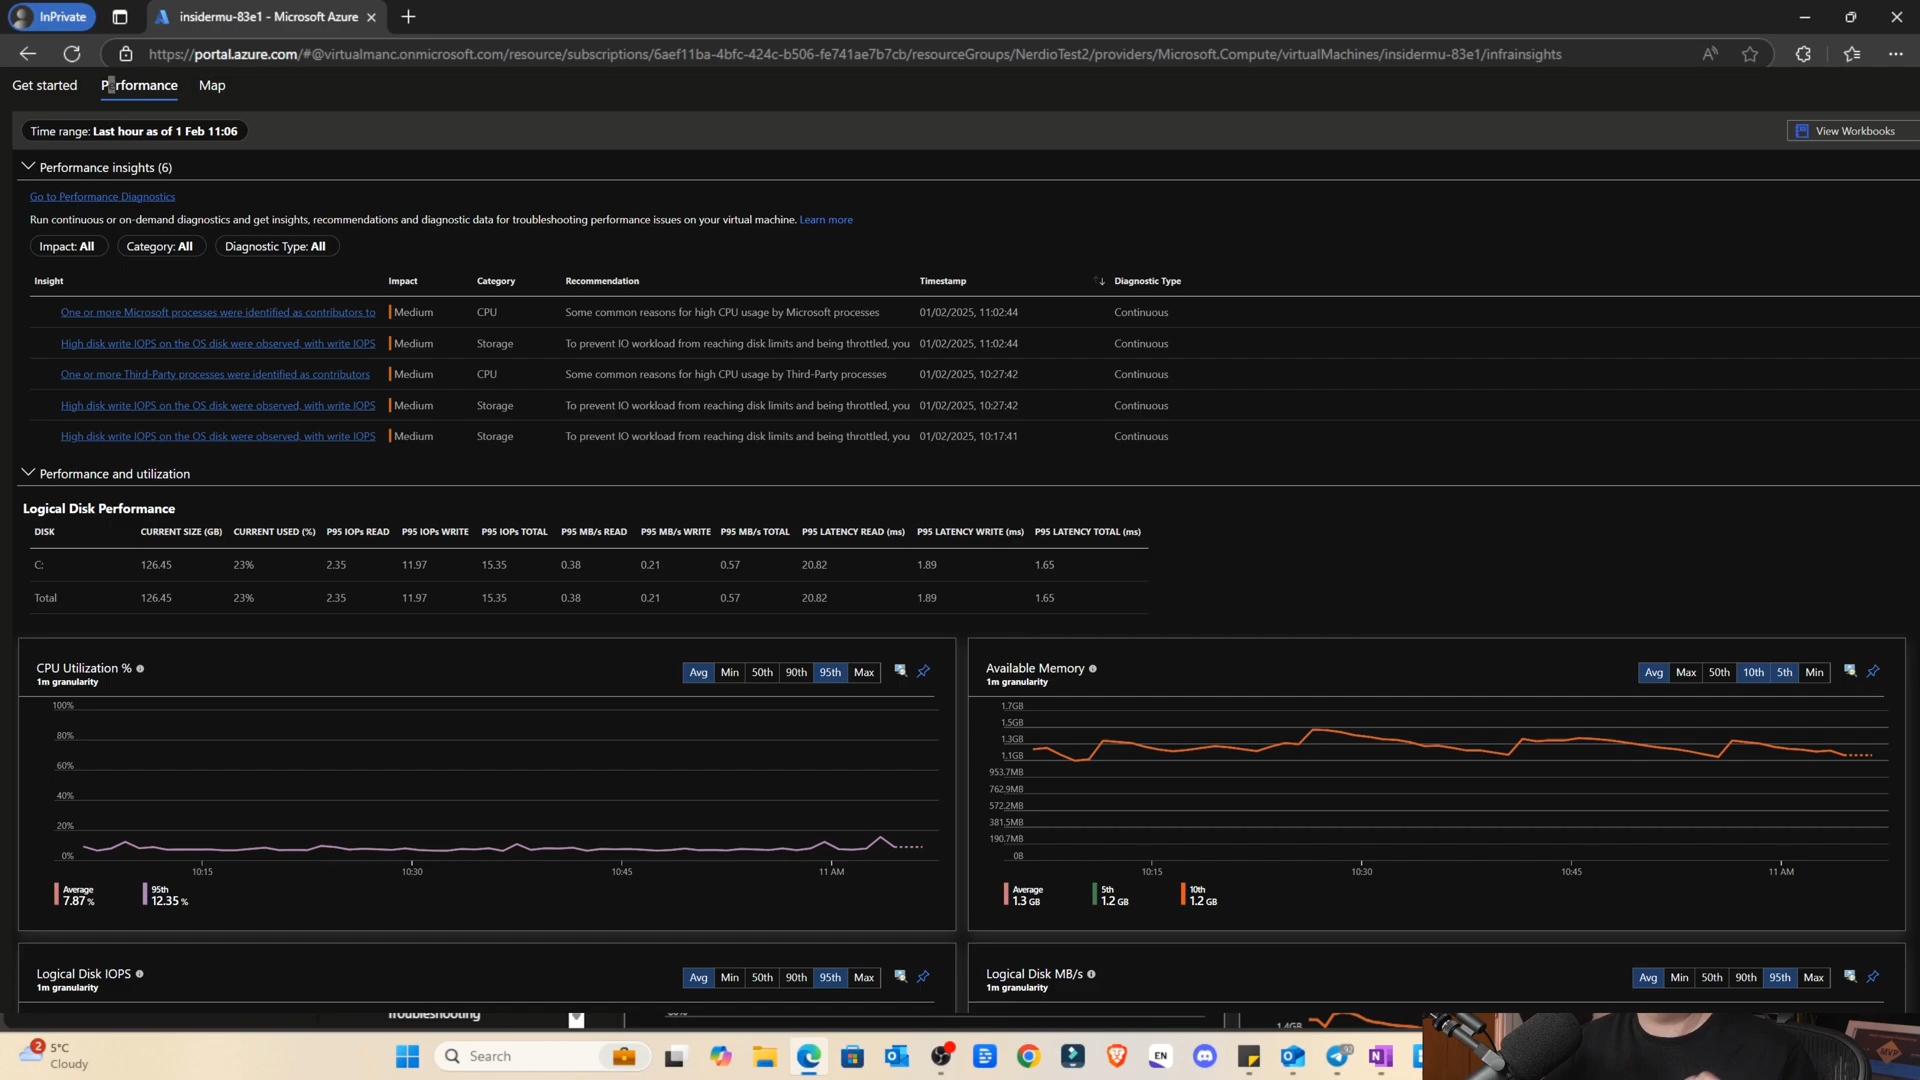 InPrivate
insidermu-83e1 - Microsoft Azure
https://portal.azure.com/#@virtualmanc.onmicrosoft.com/resource/subscriptions/6aef11ba-4bfc-424c-b506-fe741ae7b7cb/resourceGroups/NerdioTest2/providers/Microsoft.Compute/virtualMachines/insidermu-83e1/infrainsights
Get started Performance Map
Time range: Last hour as of 1 Feb 11:06
View Workbooks
Performance insights (6)
Go to Performance Diagnostics
Run continuous or on-demand diagnostics and get insights, recommendations and diagnostic data for troubleshooting performance issues on your virtual machine. Learn more
Impact: All Category: All Diagnostic Type: All
Insight Impact Category Recommendation Timestamp ↑↓ Diagnostic Type
One or more Microsoft processes were identified as contributors to Medium CPU Some common reasons for high CPU usage by Microsoft processes 01/02/2025, 11:02:44 Continuous
High disk write IOPS on the OS disk were observed, with write IOPS Medium Storage To prevent IO workload from reaching disk limits and being throttled, you 01/02/2025, 11:02:44 Continuous
One or more Third-Party processes were identified as contributors Medium CPU Some common reasons for high CPU usage by Third-Party processes 01/02/2025, 10:27:42 Continuous
High disk write IOPS on the OS disk were observed, with write IOPS Medium Storage To prevent IO workload from reaching disk limits and being throttled, you 01/02/2025, 10:27:42 Continuous
High disk write IOPS on the OS disk were observed, with write IOPS Medium Storage To prevent IO workload from reaching disk limits and being throttled, you 01/02/2025, 10:17:41 Continuous
Performance and utilization
Logical Disk Performance
DISK CURRENT SIZE (GB) CURRENT USED (%) P95 IOPs READ P95 IOPs WRITE P95 IOPs TOTAL P95 MB/s READ P95 MB/s WRITE P95 MB/s TOTAL P95 LATENCY READ (ms) P95 LATENCY WRITE (ms) P95 LATENCY TOTAL (ms)
C: 126.45 23% 2.35 11.97 15.35 0.38 0.21 0.57 20.82 1.89 1.65
Total 126.45 23% 2.35 11.97 15.35 0.38 0.21 0.57 20.82 1.89 1.65
CPU Utilization %
1m granularity
Avg Min 50th 90th 95th Max
100%
80%
60%
40%
20%
0%
10:15 10:30 10:45 11 AM
Average 95th
7.87 % 12.35 %
Available Memory
1m granularity
Avg Max 50th 10th 5th Min
1.7GB
1.5GB
1.3GB
1.1GB
953.7MB
762.9MB
572.2MB
381.5MB
190.7MB
0B
10:15 10:30 10:45 11 AM
Average 5th 10th
1.3 GB 1.2 GB 1.2 GB
Logical Disk IOPS
1m granularity
Avg Min 50th 90th 95th Max
Logical Disk MB/s
1m granularity
Avg Min 50th 90th 95th Max
Troubleshooting
1.4GB
2
5°C
Cloudy
Search
EN
92
N
MVP